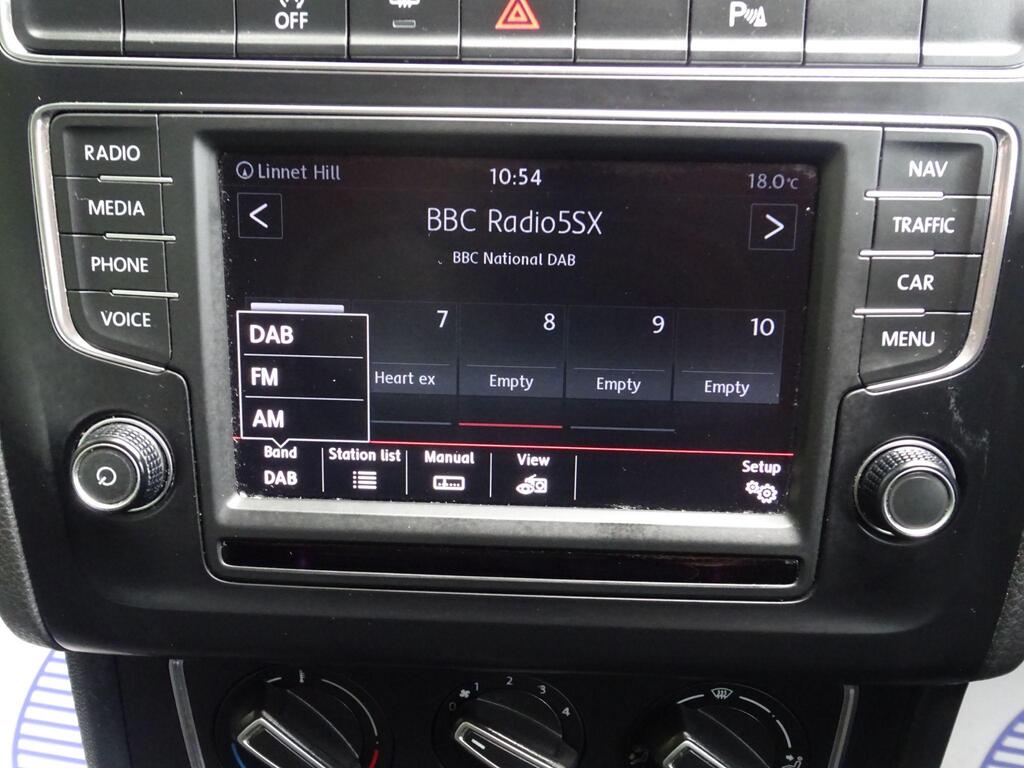 OFF
P
RADIO
MEDIA
PHONE
VOICE
Linnet Hill
10:54
18.0°C
<
BBC Radio5SX
>
BBC National DAB
NAV
TRAFFIC
CAR
MENU
DAB
FM
AM
7
8
9
10
Heart ex
Empty
Empty
Empty
Band
DAB
Station list
Manual
View
Setup
0
1
2
3
4